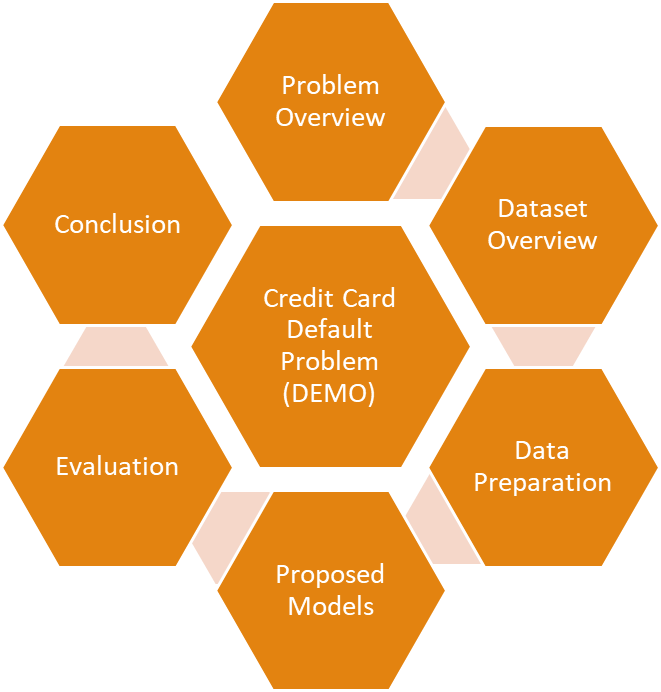 Problem
Overview
Dataset
Overview
Data
Preparation
Proposed
Models
Evaluation
Conclusion
Credit Card
Default
Problem
(DEMO)